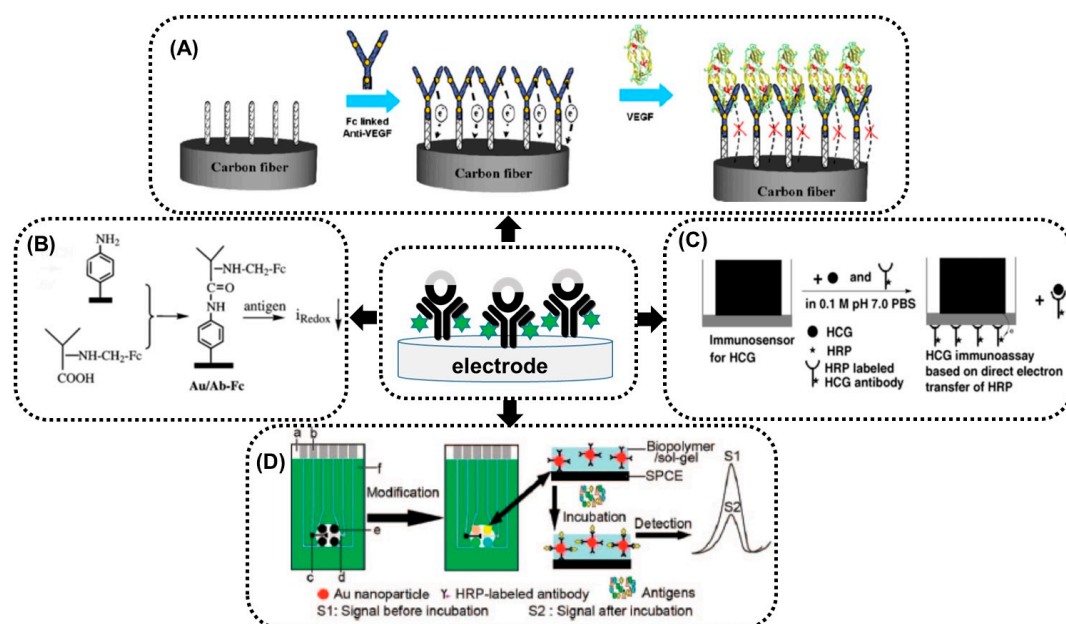 (A)
Fc linked
Anti-VEGF
VEGF
e
e
e
e
e
Carbon fiber
Carbon fiber
Carbon fiber
(B)
NH2
NH-CH2-Fc
C=O
NH
antigen
iRedox
NH-CH2-Fc
COOH
Au/Ab-Fc
electrode
(C)
+ and
in 0.1 M pH 7.0 PBS
+
e
Immunosensor
for HCG
HCG
HRP
HRP labeled
HCG antibody
HCG immunoassay
based on direct electron
transfer of HRP
(D)
a b
f
Modification
e
c d
Biopolymer
/sol-gel
SPCE
Incubation
Detection
S1
S2
Au nanoparticle HRP-labeled antibody Antigens
S1: Signal before incubation S2 : Signal after incubation